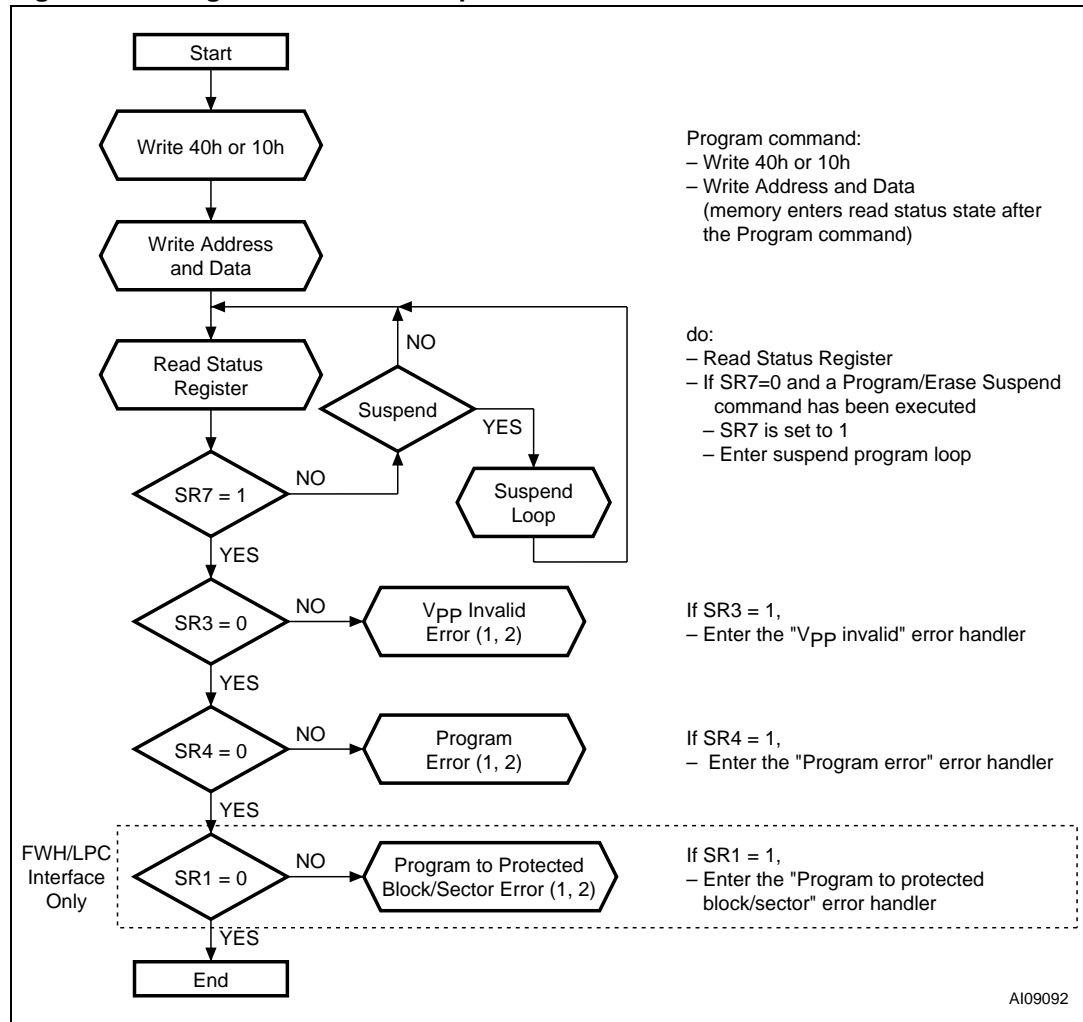 Start
Write 40h or 10h
Program command:
– Write 40h or 10h
– Write Address and Data
(memory enters read status state after
the Program command)
Write Address
and Data
NO
do:
– Read Status Register
– If SR7=0 and a Program/Erase Suspend
command has been executed
– SR7 is set to 1
– Enter suspend program loop
Read Status
Register
Suspend
YES
SR7 = 1
NO
Suspend
Loop
YES
SR3 = 0
NO
VPP Invalid
Error (1, 2)
If SR3 = 1,
– Enter the "VPP invalid" error handler
YES
SR4 = 0
NO
Program
Error (1, 2)
If SR4 = 1,
– Enter the "Program error" error handler
YES
FWH/LPC
Interface
Only
SR1 = 0
NO
Program to Protected
Block/Sector Error (1, 2)
If SR1 = 1,
– Enter the "Program to protected
block/sector" error handler
YES
End
AI09092